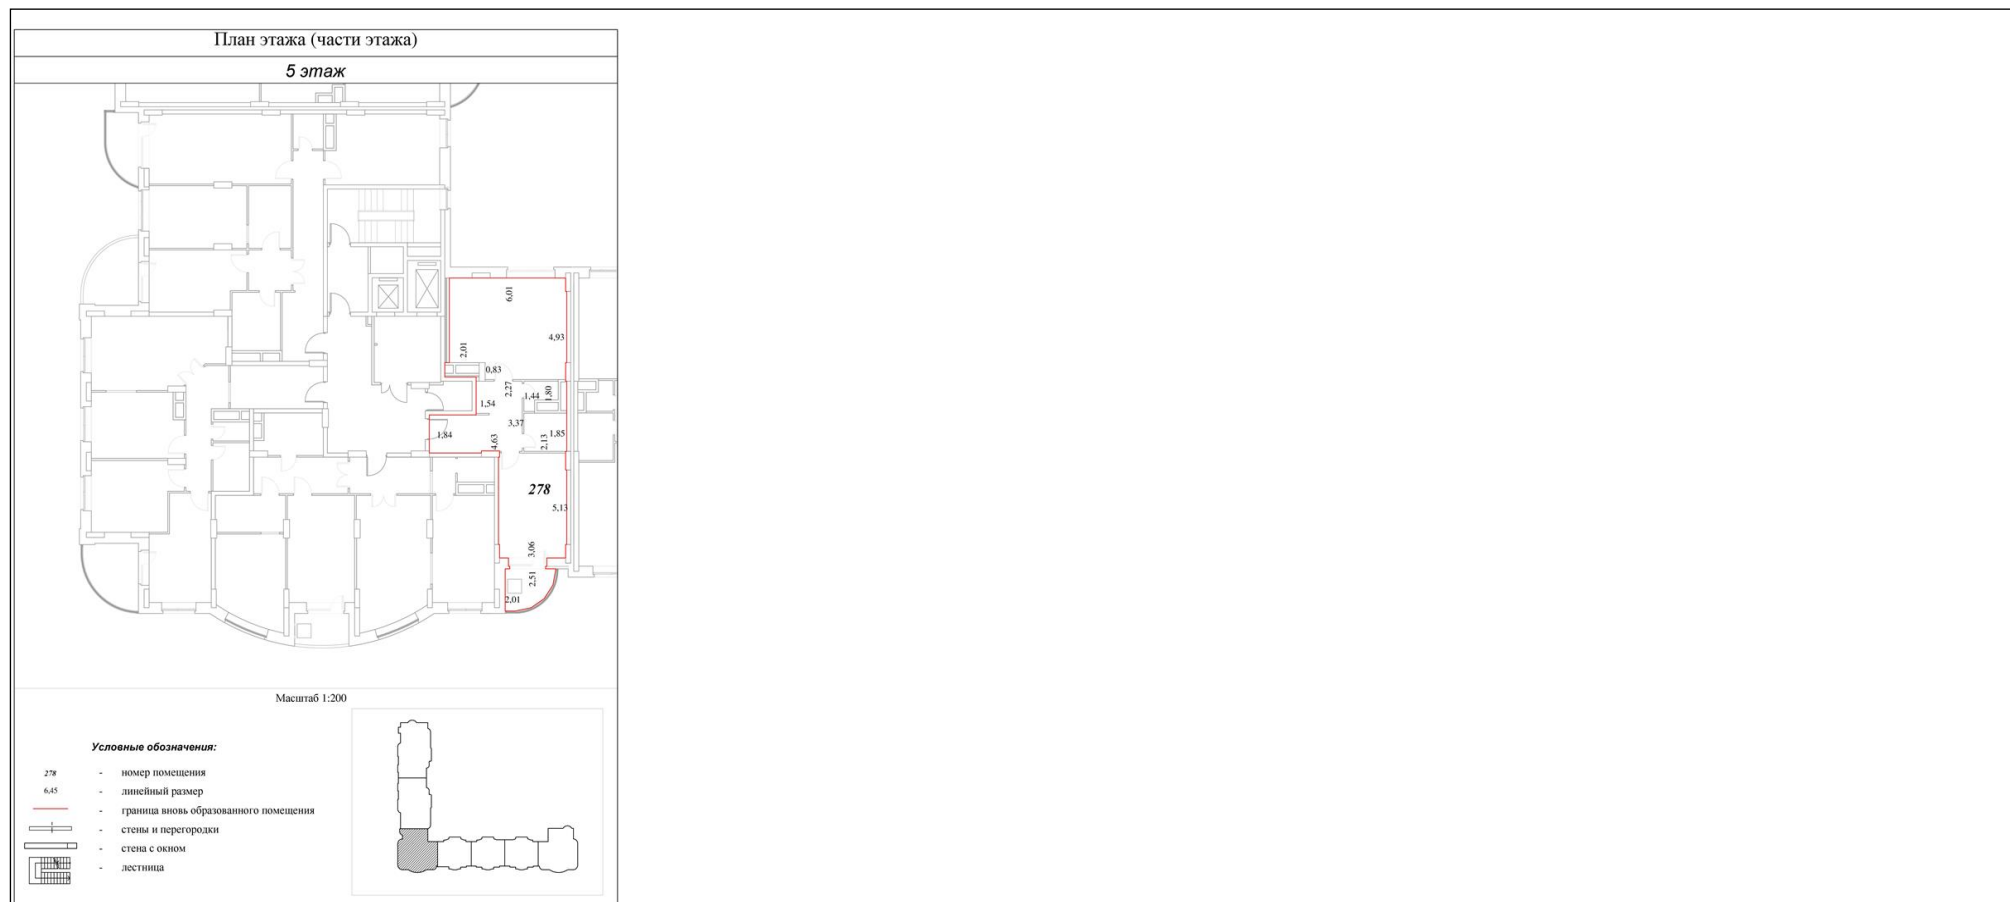 План этажа (части этажа)
5 этаж
6,01
4,93
2,01
0,83
2,27
1,44
1,80
1,54
3,37
1,84
4,63
2,13
1,85
278
5,13
3,06
2,51
2,01
Масштаб 1:200
Условные обозначения:
278 - номер помещения
6,45 - линейный размер
- граница вновь образованного помещения
- стены и перегородки
- стена с окном
- лестница